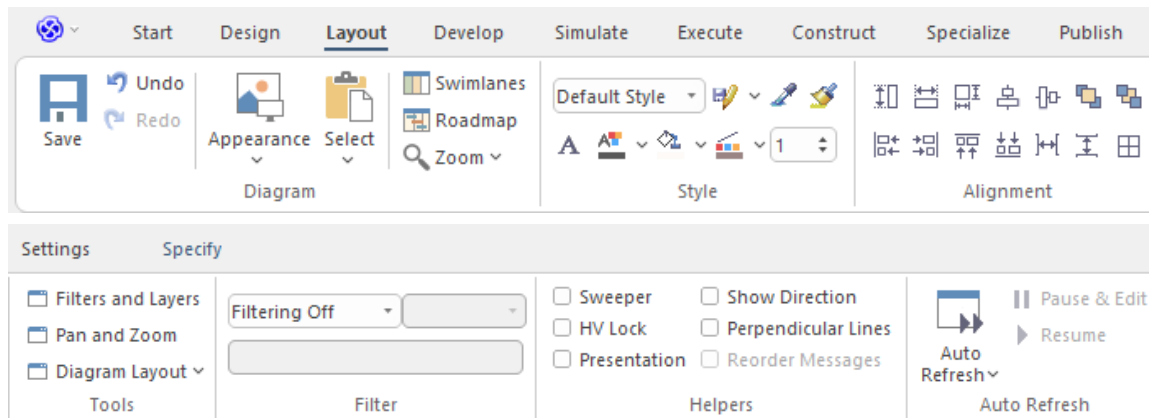 Start Design Layout Develop Simulate Execute Construct Specialize Publish
Save
Undo
Redo
Appearance
Select
Swimlanes
Roadmap
Zoom
Diagram
Default Style
A A
1
Style
Alignment
Settings Specify
Filters and Layers
Pan and Zoom
Diagram Layout
Tools
Filtering Off
Filter
Sweeper Show Direction
HV Lock Perpendicular Lines
Presentation Reorder Messages
Helpers
Auto
Refresh
Pause & Edit
Resume
Auto Refresh